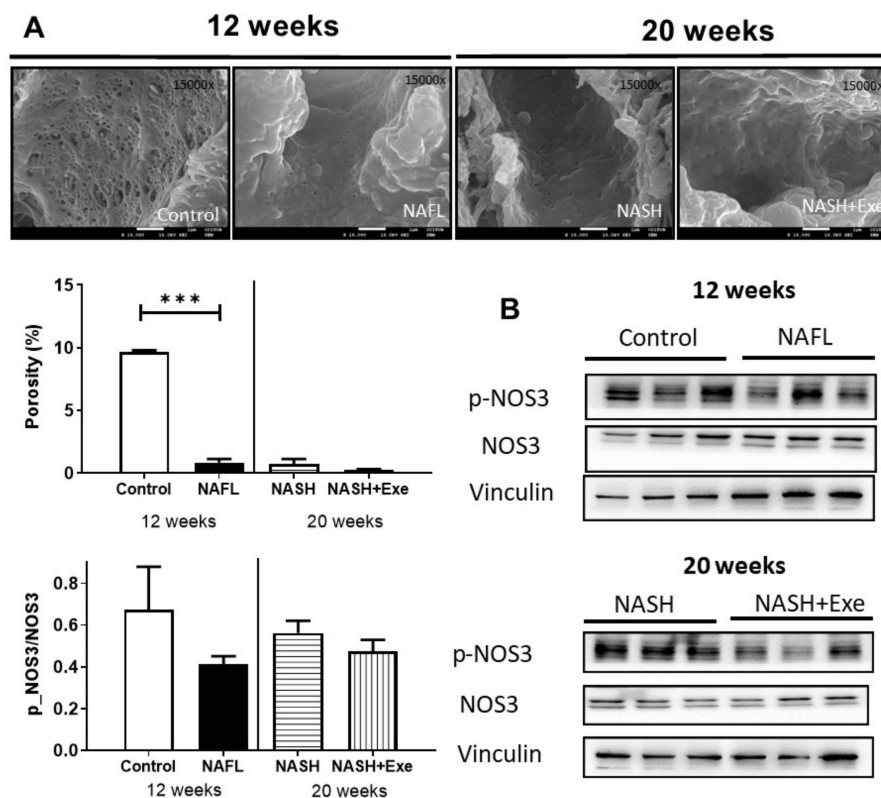 A
12 weeks
20 weeks
15000x
15000x
15000x
15000x
Control
NAFL
NASH
NASH+Exe
Porosity (%)
15
10
5
0
***
Control
NAFL
NASH
NASH+Exe
12 weeks
20 weeks
p_NOS3/NOS3
0.8
0.6
0.4
0.2
0.0
Control
NAFL
NASH
NASH+Exe
12 weeks
20 weeks
B
12 weeks
Control
NAFL
p-NOS3
NOS3
Vinculin
20 weeks
NASH
NASH+Exe
p-NOS3
NOS3
Vinculin